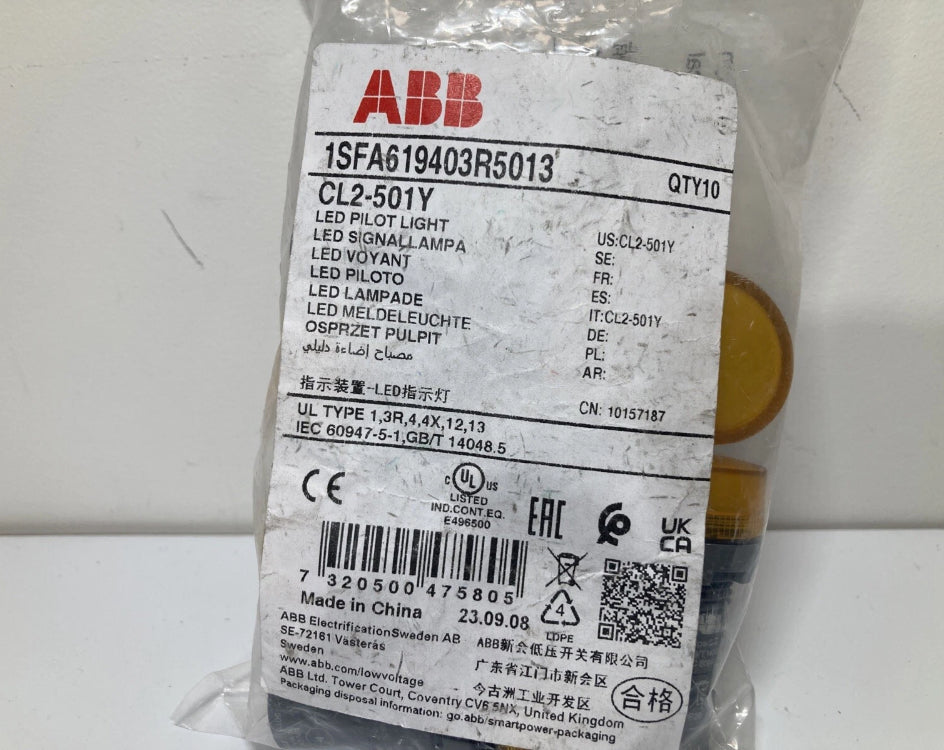 ABB
1SFA619403R5013
QTY10
CL2-501Y
LED PILOT LIGHT
US:CL2-501Y
LED SIGNALLAMPA
SE:
LED VOYANT
FR:
LED PILOTO
ES:
LED LAMPADE
IT:CL2-501Y
LED MELDELEUCHTE
DE:
OSPRZET PULPIT
PL:
مصباح إضاءة دليلي
AR:
指示装置-LED指示灯
CN: 10157187
UL TYPE 1,3R,4,4X,12,13
IEC 60947-5-1,GB/T 14048.5
CE
c UL us
LISTED
IND.CONT.EQ.
E496500
EAC
UK
CA
7 320500 475805
4
LDPE
Made in China 23.09.08
ABB ElectrificationSweden AB
SE-72161 Västerås
Sweden
www.abb.com/lowvoltage
ABB新会低压开关有限公司
广东省江门市新会区
今古洲工业开发区
合格
ABB Ltd. Tower Court, Coventry CV6 5NX, United Kingdom
Packaging disposal information: go.abb/smartpower-packaging